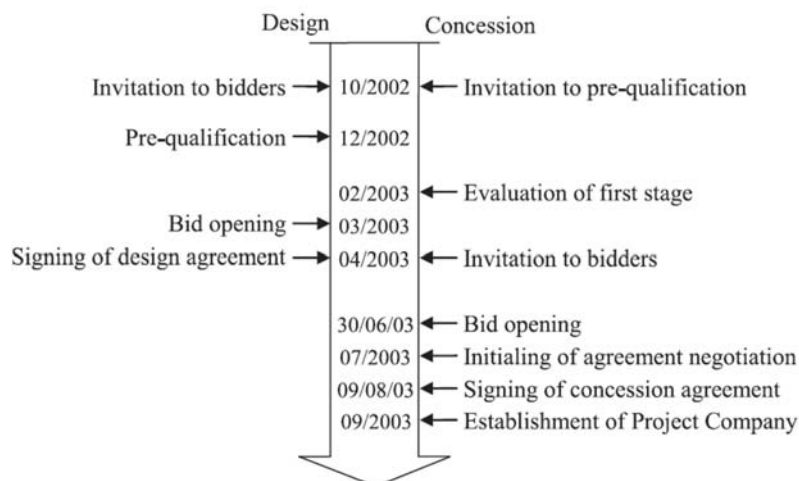 Design Concession
Invitation to bidders 10/2002 Invitation to pre-qualification
Pre-qualification 12/2002
02/2003 Evaluation of first stage
Bid opening 03/2003
Signing of design agreement 04/2003 Invitation to bidders
30/06/03 Bid opening
07/2003 Initialing of agreement negotiation
09/08/03 Signing of concession agreement
09/2003 Establishment of Project Company